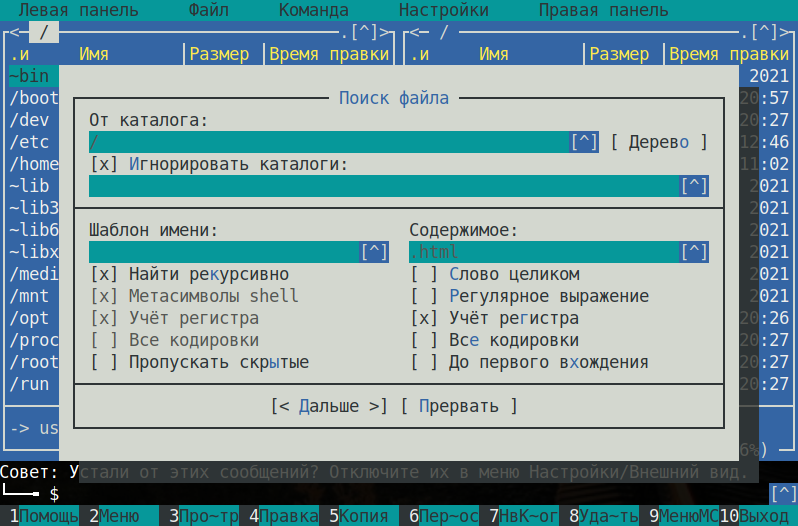 Левая панель Файл Команда Настройки Правая панель
<- / .[^]> <- / .[^]>
.и Имя Размер Время правки .и Имя Размер Время правки
~bin 2021
/boot 20:57
/dev 20:27
/etc 12:46
/home 11:02
~lib 2021
~lib3 2021
~lib6 2021
~libx 2021
/medi 2021
/mnt 2021
/opt 20:26
/proc 20:27
/root 20:27
/run 20:27
-> us
6%)
Поиск файла
От каталога:
/ [^] [ Дерево ]
[x] Игнорировать каталоги:
[^]
Шаблон имени: Содержимое:
[^] .html [^]
[x] Найти рекурсивно [ ] Слово целиком
[x] Метасимволы shell [ ] Регулярное выражение
[x] Учёт регистра [x] Учёт регистра
[ ] Все кодировки [ ] Все кодировки
[ ] Пропускать скрытые [ ] До первого вхождения
[< Дальше >] [ Прервать ]
Совет: Устали от этих сообщений? Отключите их в меню Настройки/Внешний вид.
$ [^]
1Помощь 2Меню 3Про~тр 4Правка 5Копия 6Пер~ос 7НвК~ог 8Уда~ть 9МенюMC 10Выход